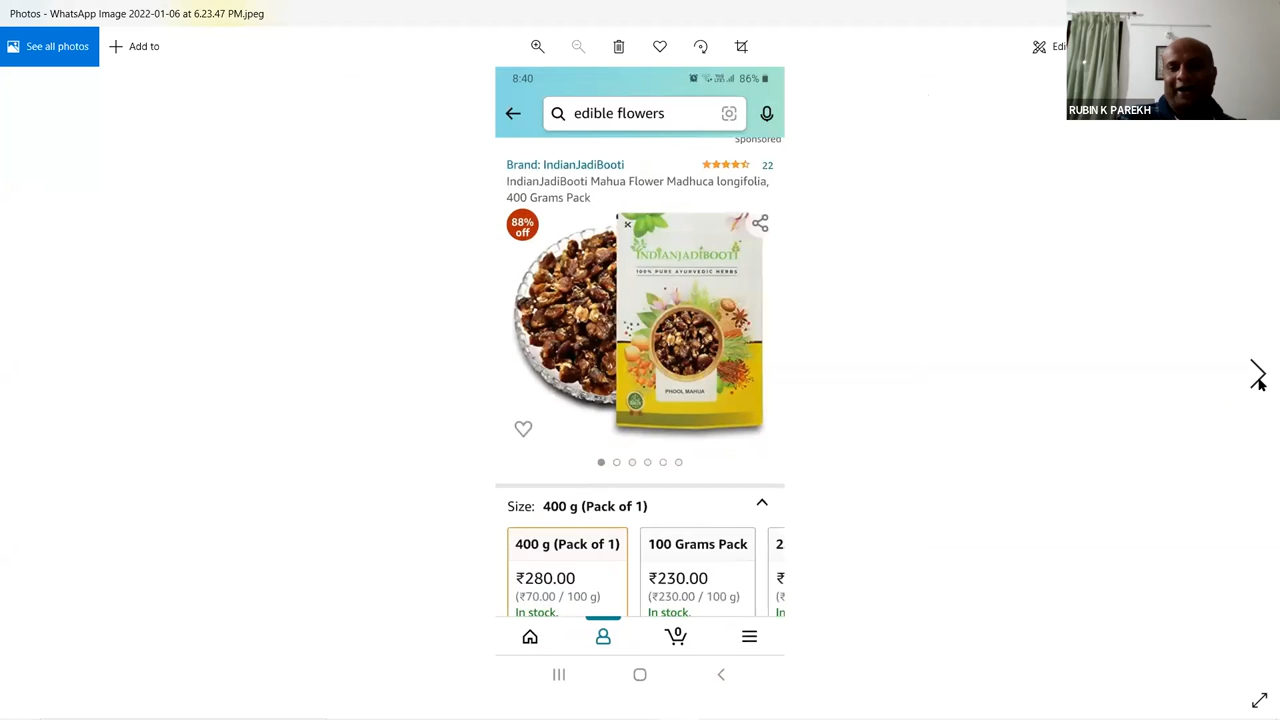 Photos - WhatsApp Image 2022-01-06 at 6.23.47 PM.jpeg
See all photos
Add to
RUBIN K PAREKH
8:40
86%
edible flowers
Sponsored
Brand: IndianJadiBooti
22
IndianJadiBooti Mahua Flower Madhuca longifolia,
400 Grams Pack
88%
off
INDIANJADIBOOTI
100% PURE AYURVEDIC HERBS
PHOOL MAHUA
Size: 400 g (Pack of 1)
400 g (Pack of 1)
₹280.00
(₹70.00 / 100 g)
In stock.
100 Grams Pack
₹230.00
(₹230.00 / 100 g)
In stock.
0